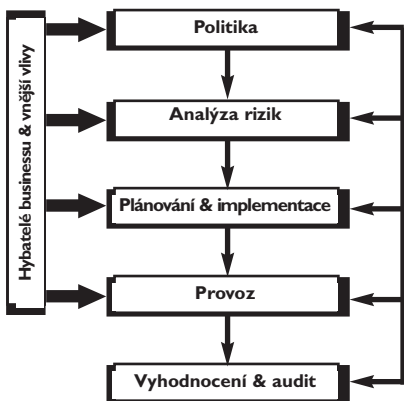 Hybatelé businessu & vnější vlivy
Politika
Analýza rizik
Plánování & implementace
Provoz
Vyhodnocení & audit